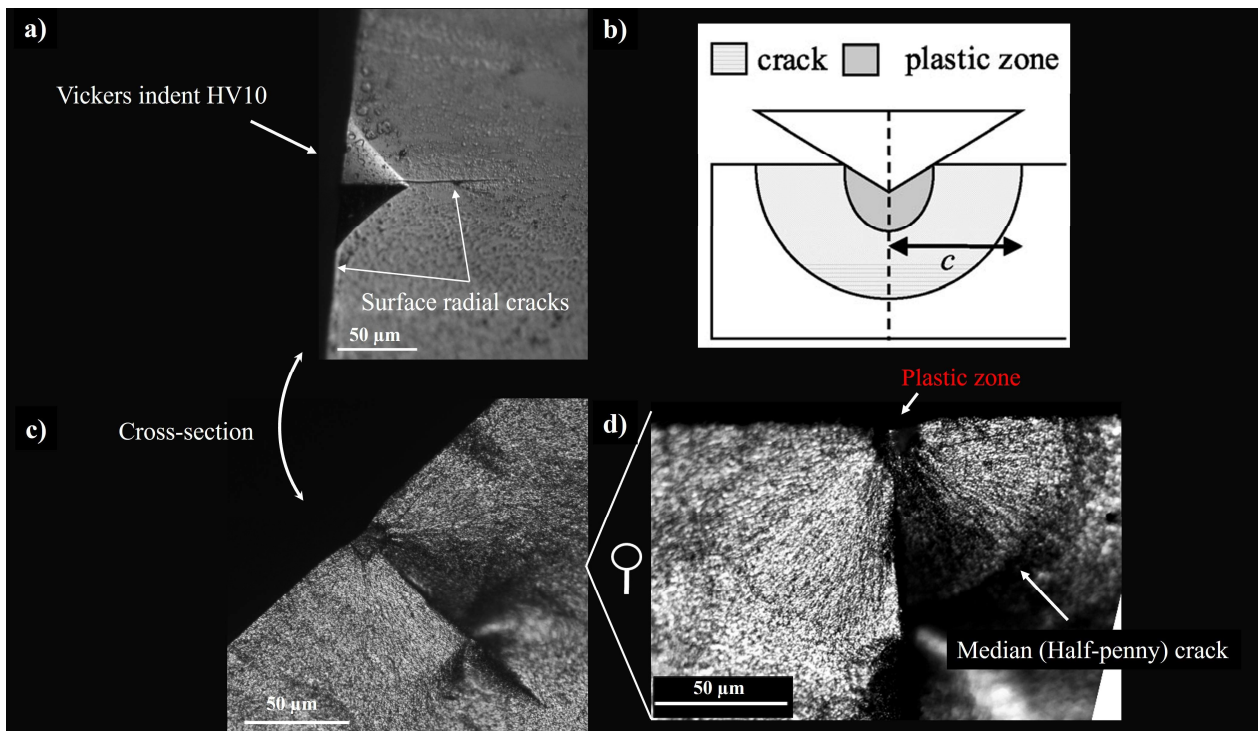 a)
Vickers indent HV10
Surface radial cracks
50 µm
b)
crack plastic zone
c
Cross-section
c)
50 µm
Plastic zone
d)
50 µm
Median (Half-penny) crack